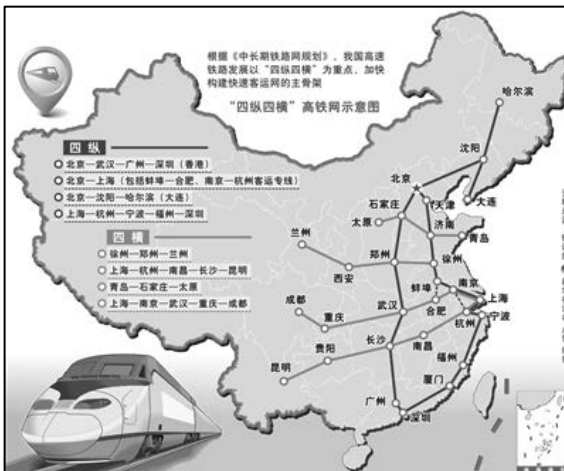 根据《中长期铁路网规划》，我国高速
铁路发展以“四纵四横”为重点，加快
构建快速客运网的主骨架
“四纵四横”高铁网示意图
四纵
北京—武汉—广州—深圳（香港）
北京—上海（包括蚌埠—合肥、南京—杭州客运专线）
北京—沈阳—哈尔滨（大连）
上海—杭州—宁波—福州—深圳
四横
徐州—郑州—兰州
上海—杭州—南昌—长沙—昆明
青岛—石家庄—太原
上海—南京—武汉—重庆—成都
哈尔滨
沈阳
北京
大连
天津
石家庄
太原
济南
青岛
兰州
郑州
徐州
西安
蚌埠
南京
上海
成都
合肥
武汉
重庆
杭州
宁波
长沙
南昌
贵阳
昆明
福州
厦门
广州
深圳